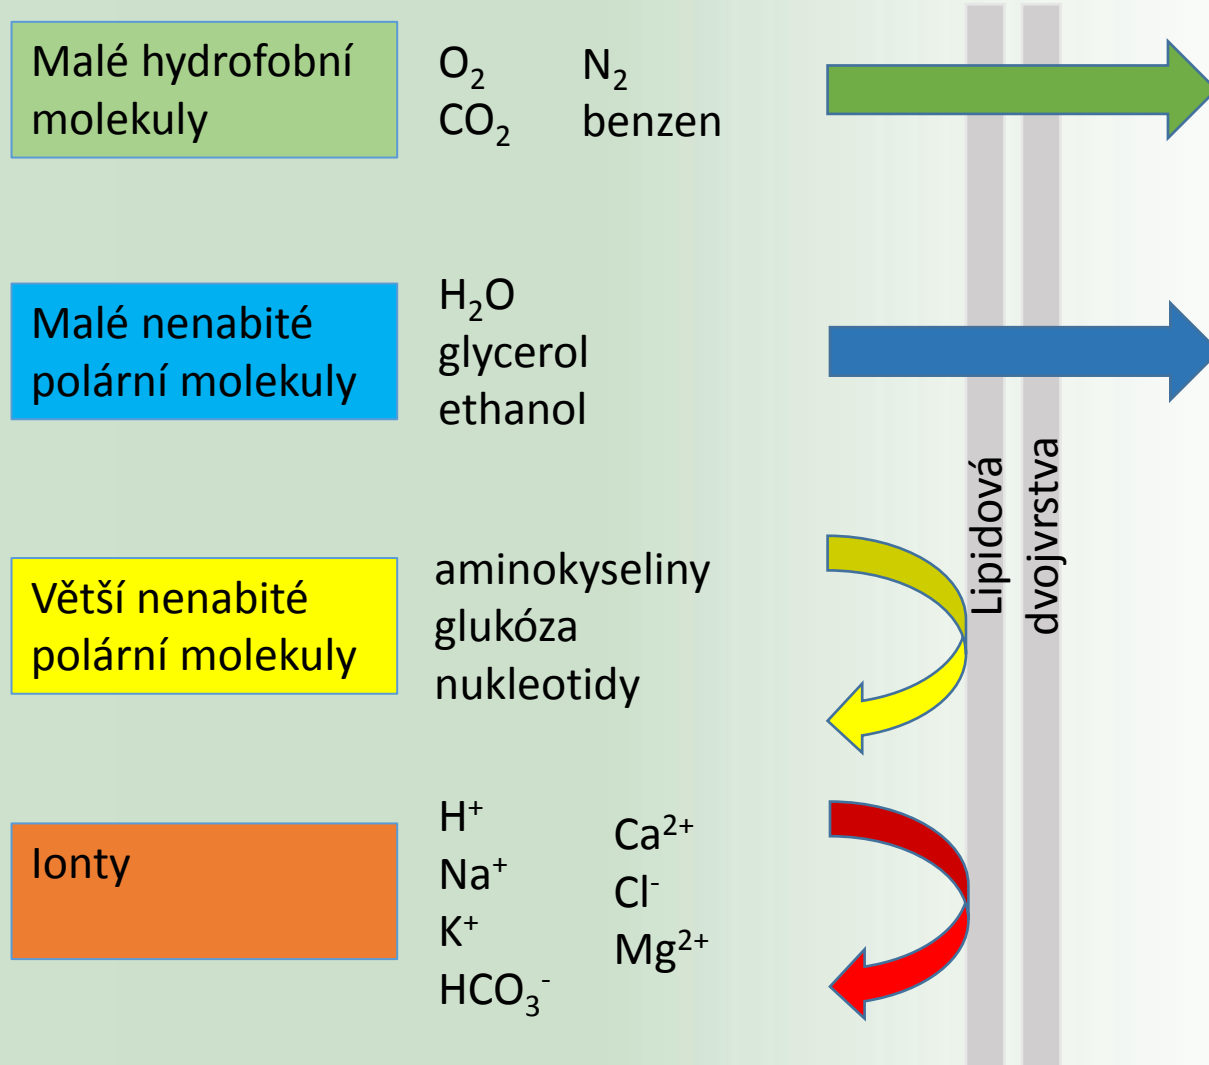 Malé hydrofobní
molekuly
O₂ N₂
CO₂ benzen
Malé nenabité
polární molekuly
H₂O
glycerol
ethanol
Lipidová
dvojvrstva
Větší nenabité
polární molekuly
aminokyseliny
glukóza
nukleotidy
Ionty
H⁺
Na⁺
K⁺
HCO₃⁻
Ca²⁺
Cl⁻
Mg²⁺